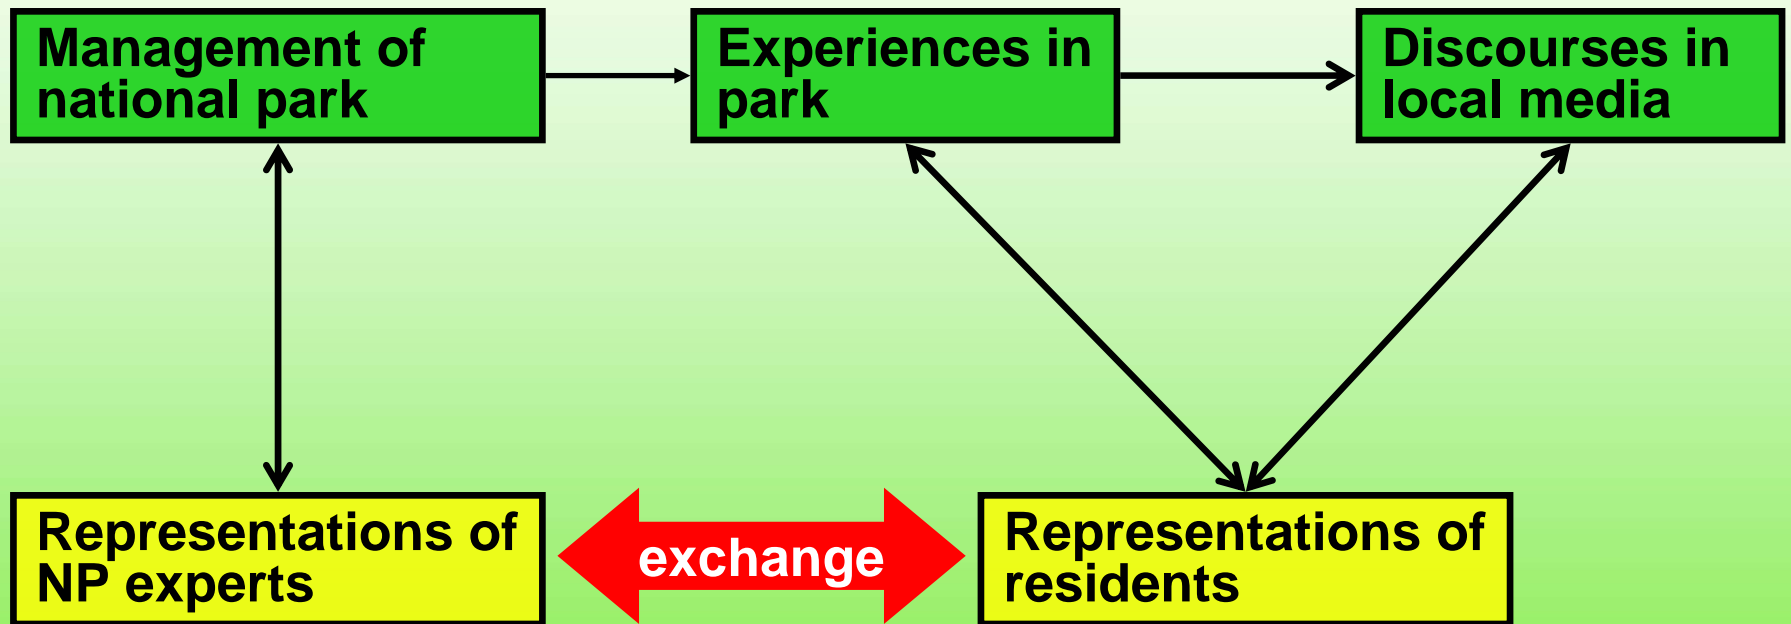 Management of
national park
Experiences in
park
Discourses in
local media
Representations of
NP experts
exchange
Representations of
residents